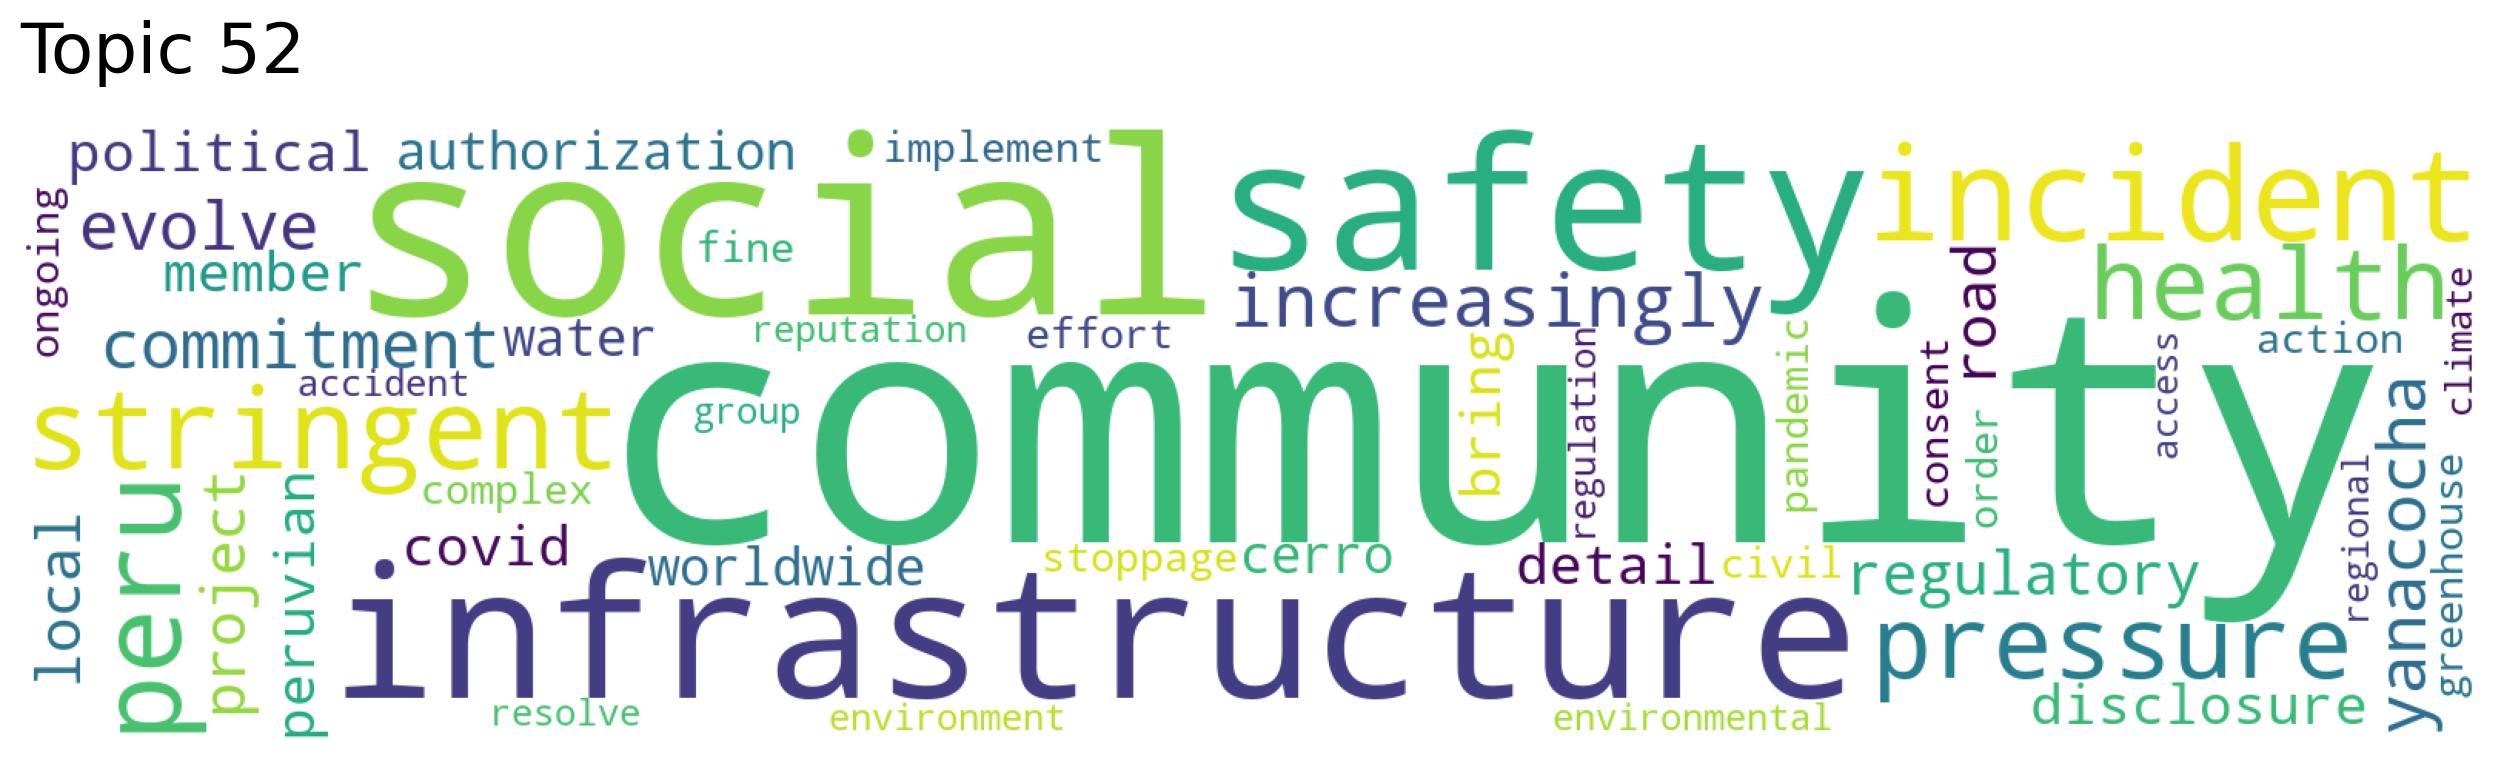 Topic 52
political
authorization
implement
social
safety
incident
ongoing
evolve
fine
member
increasingly
road
health
climate
commitment
water
reputation
effort
action
accident
stringent
community
group
bring
regulation
pandemic
consent
order
access
yanacocha
local
peru
project
peruvian
complex
covid
worldwide
stoppage
cerro
detail
civil
regulatory
regional
greenhouse
infrastructure
pressure
disclosure
resolve
environment
environmental